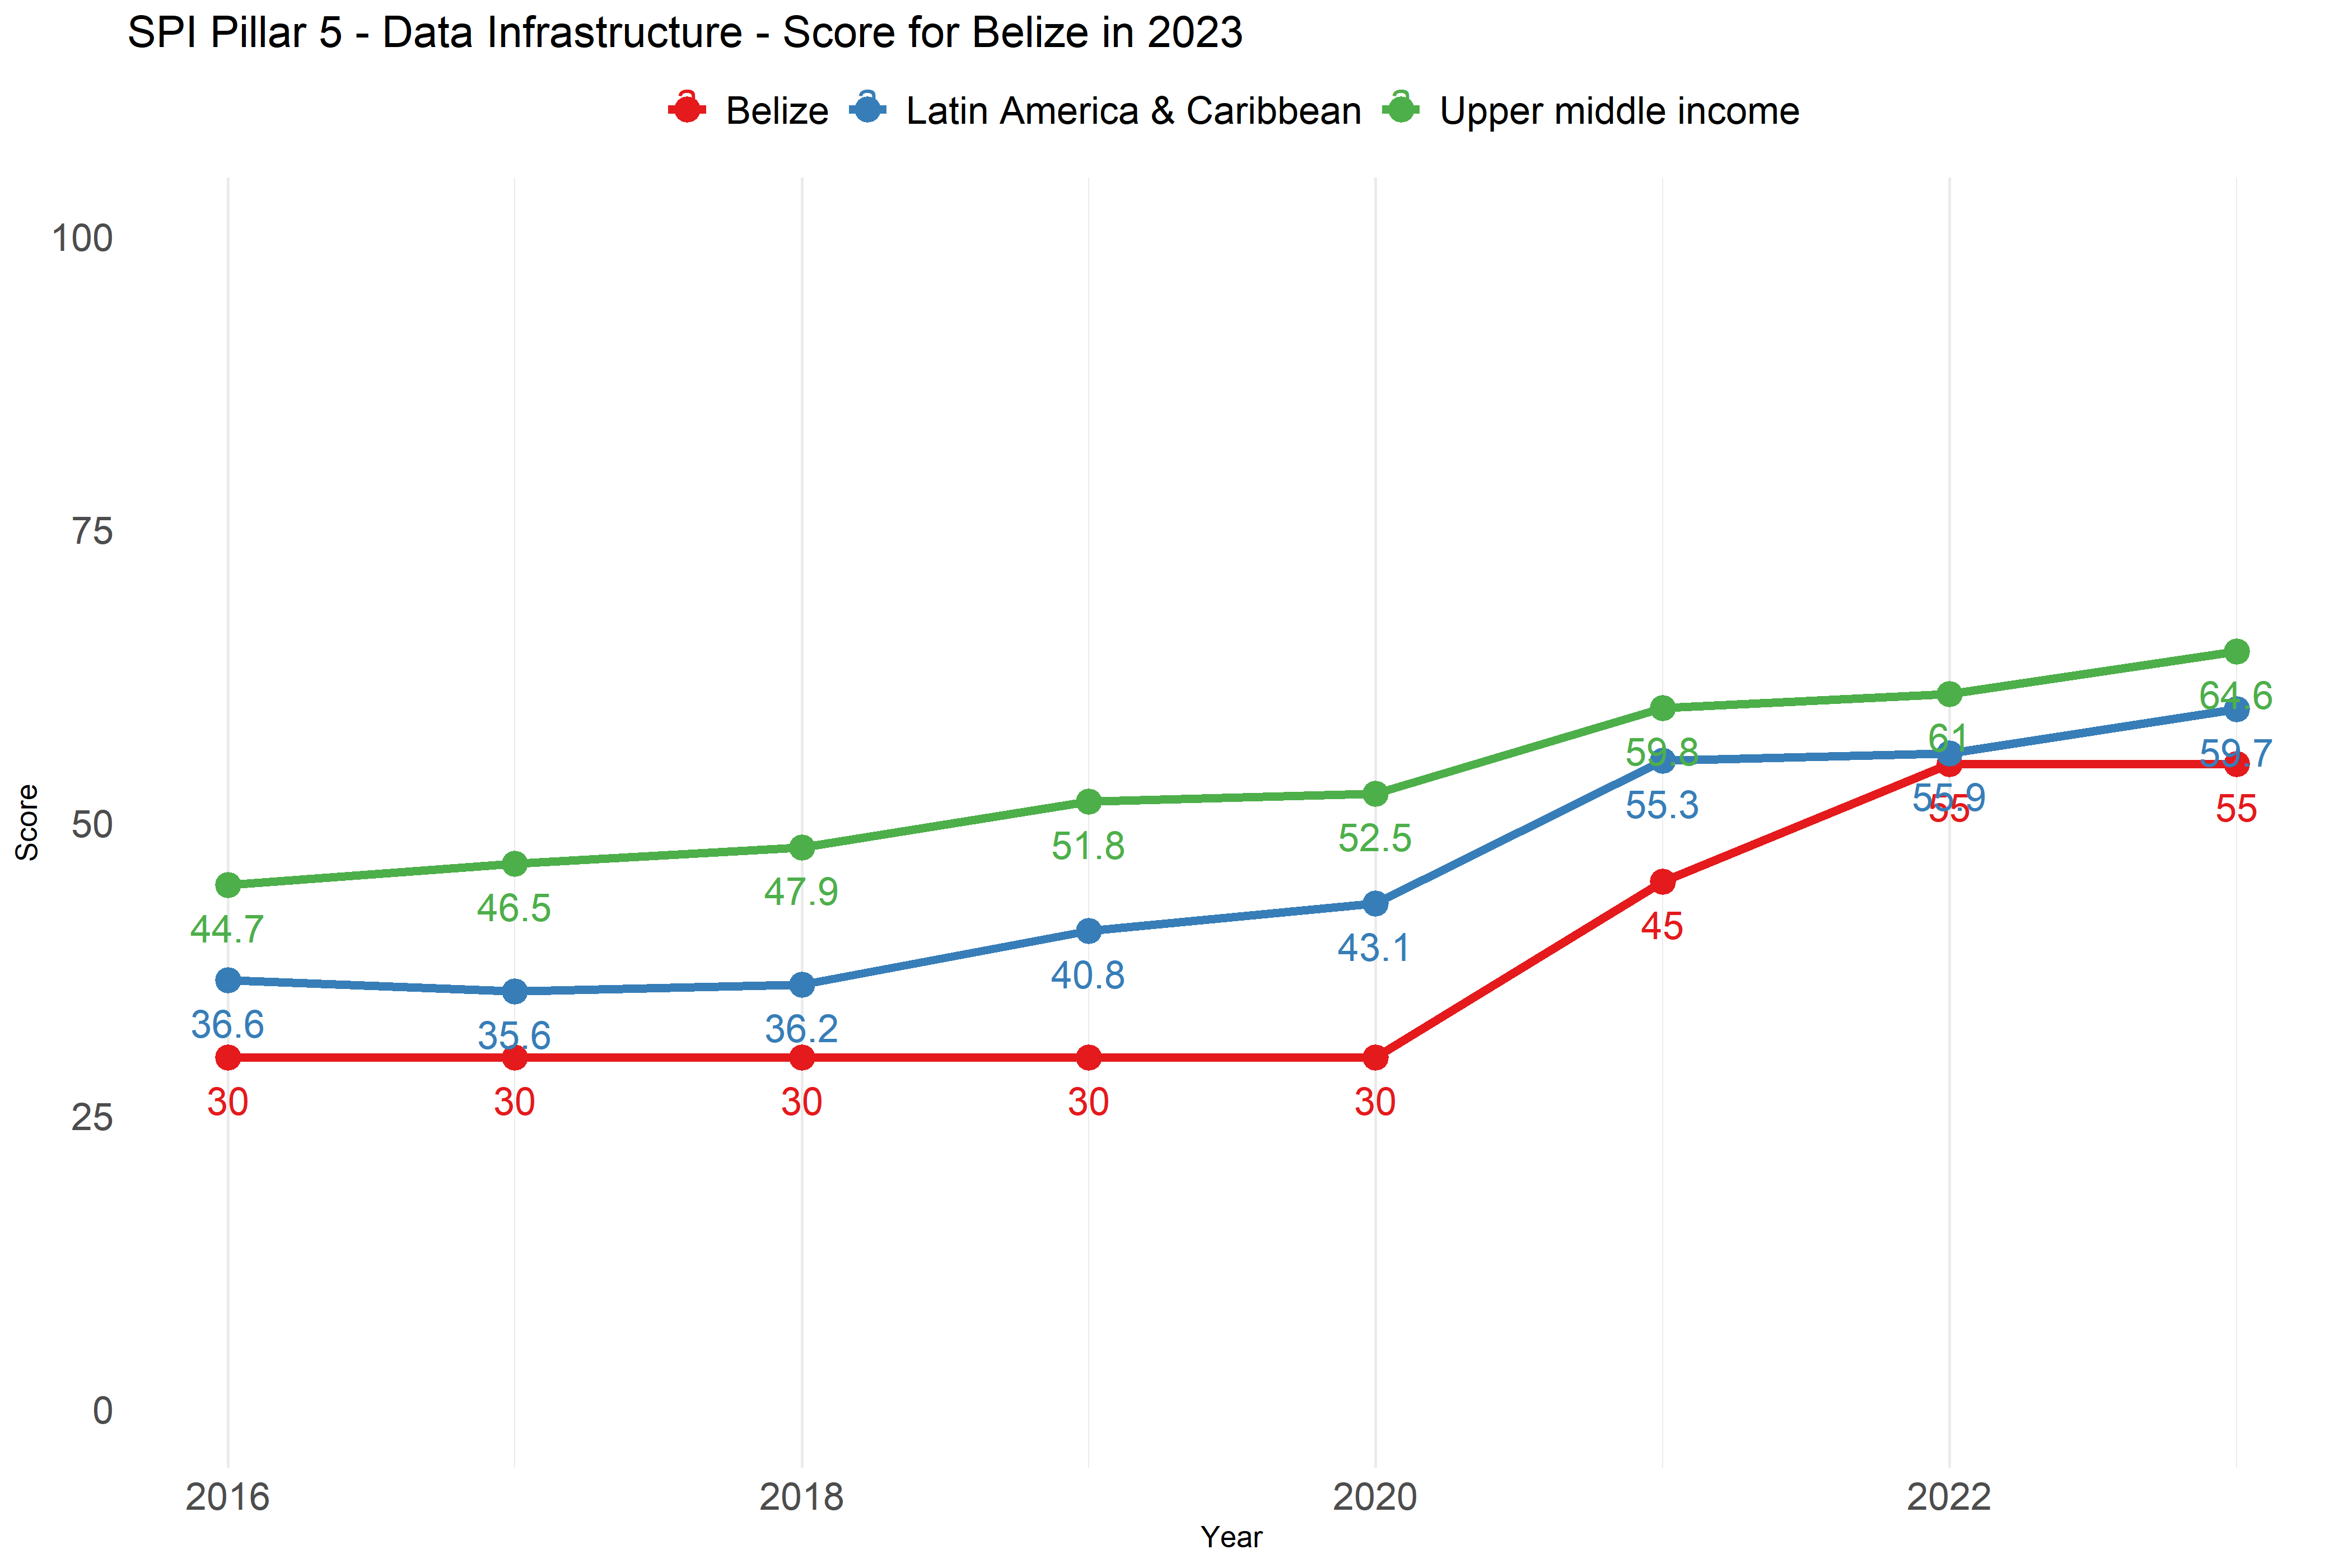 SPI Pillar 5 - Data Infrastructure - Score for Belize in 2023
Belize Latin America & Caribbean Upper middle income
100
75
50
25
0
Score
44.7 46.5 47.9 51.8 52.5 59.8 61 64.6
36.6 35.6 36.2 40.8 43.1 55.3 55.9 59.7
30 30 30 30 30 45 55 55
2016 2018 2020 2022
Year